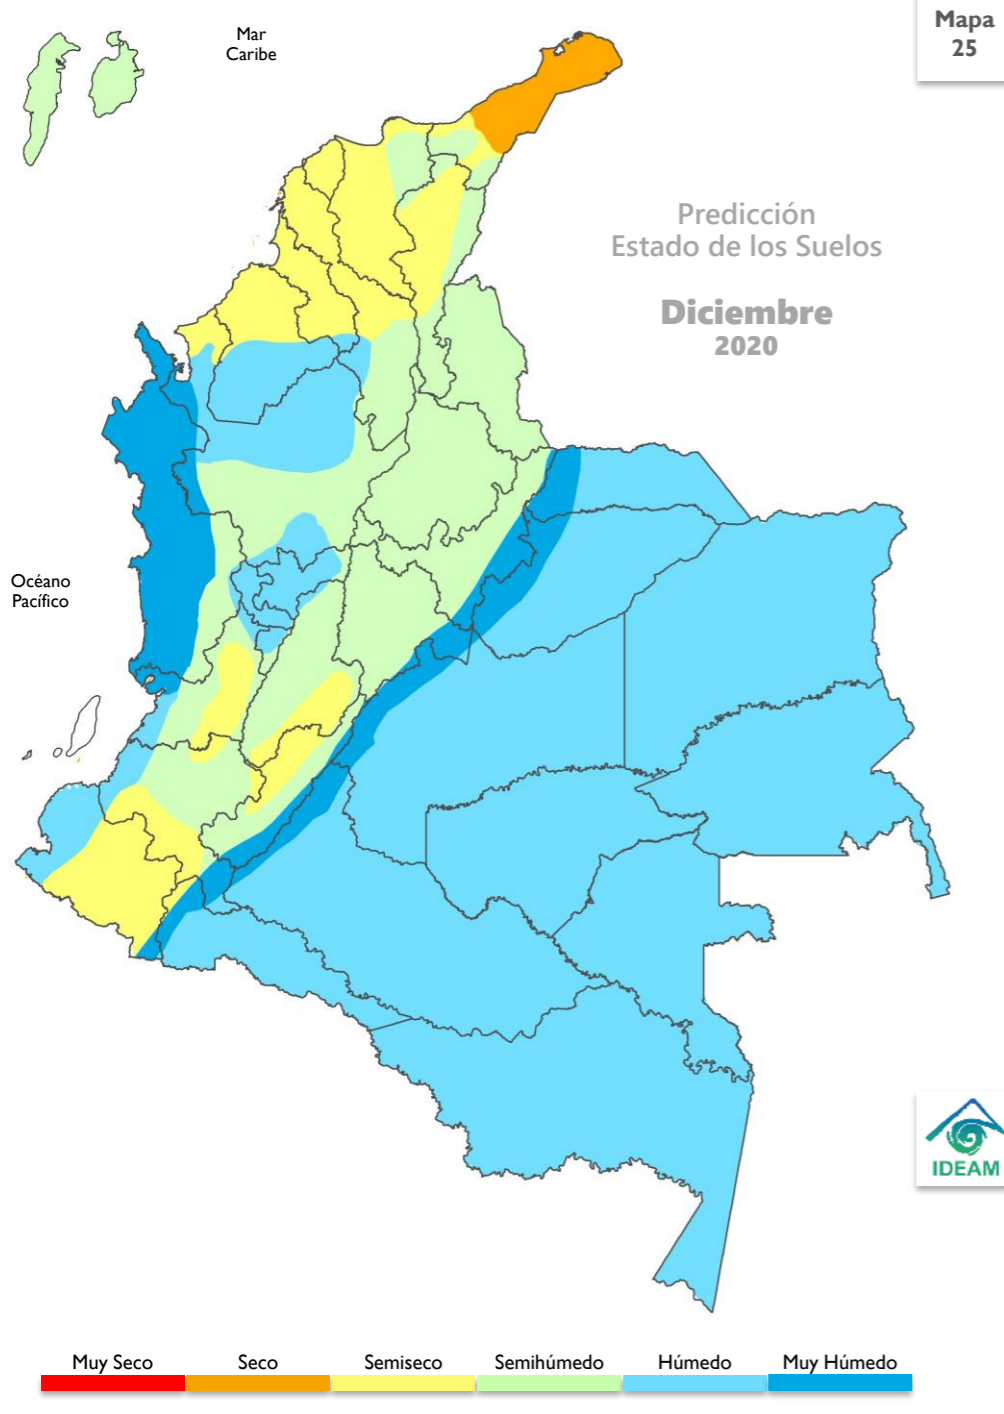 Mapa
25
Mar
Caribe
Predicción
Estado de los Suelos
Diciembre
2020
Océano
Pacífico
IDEAM
Muy Seco
Seco
Semiseco
Semihúmedo
Húmedo
Muy Húmedo